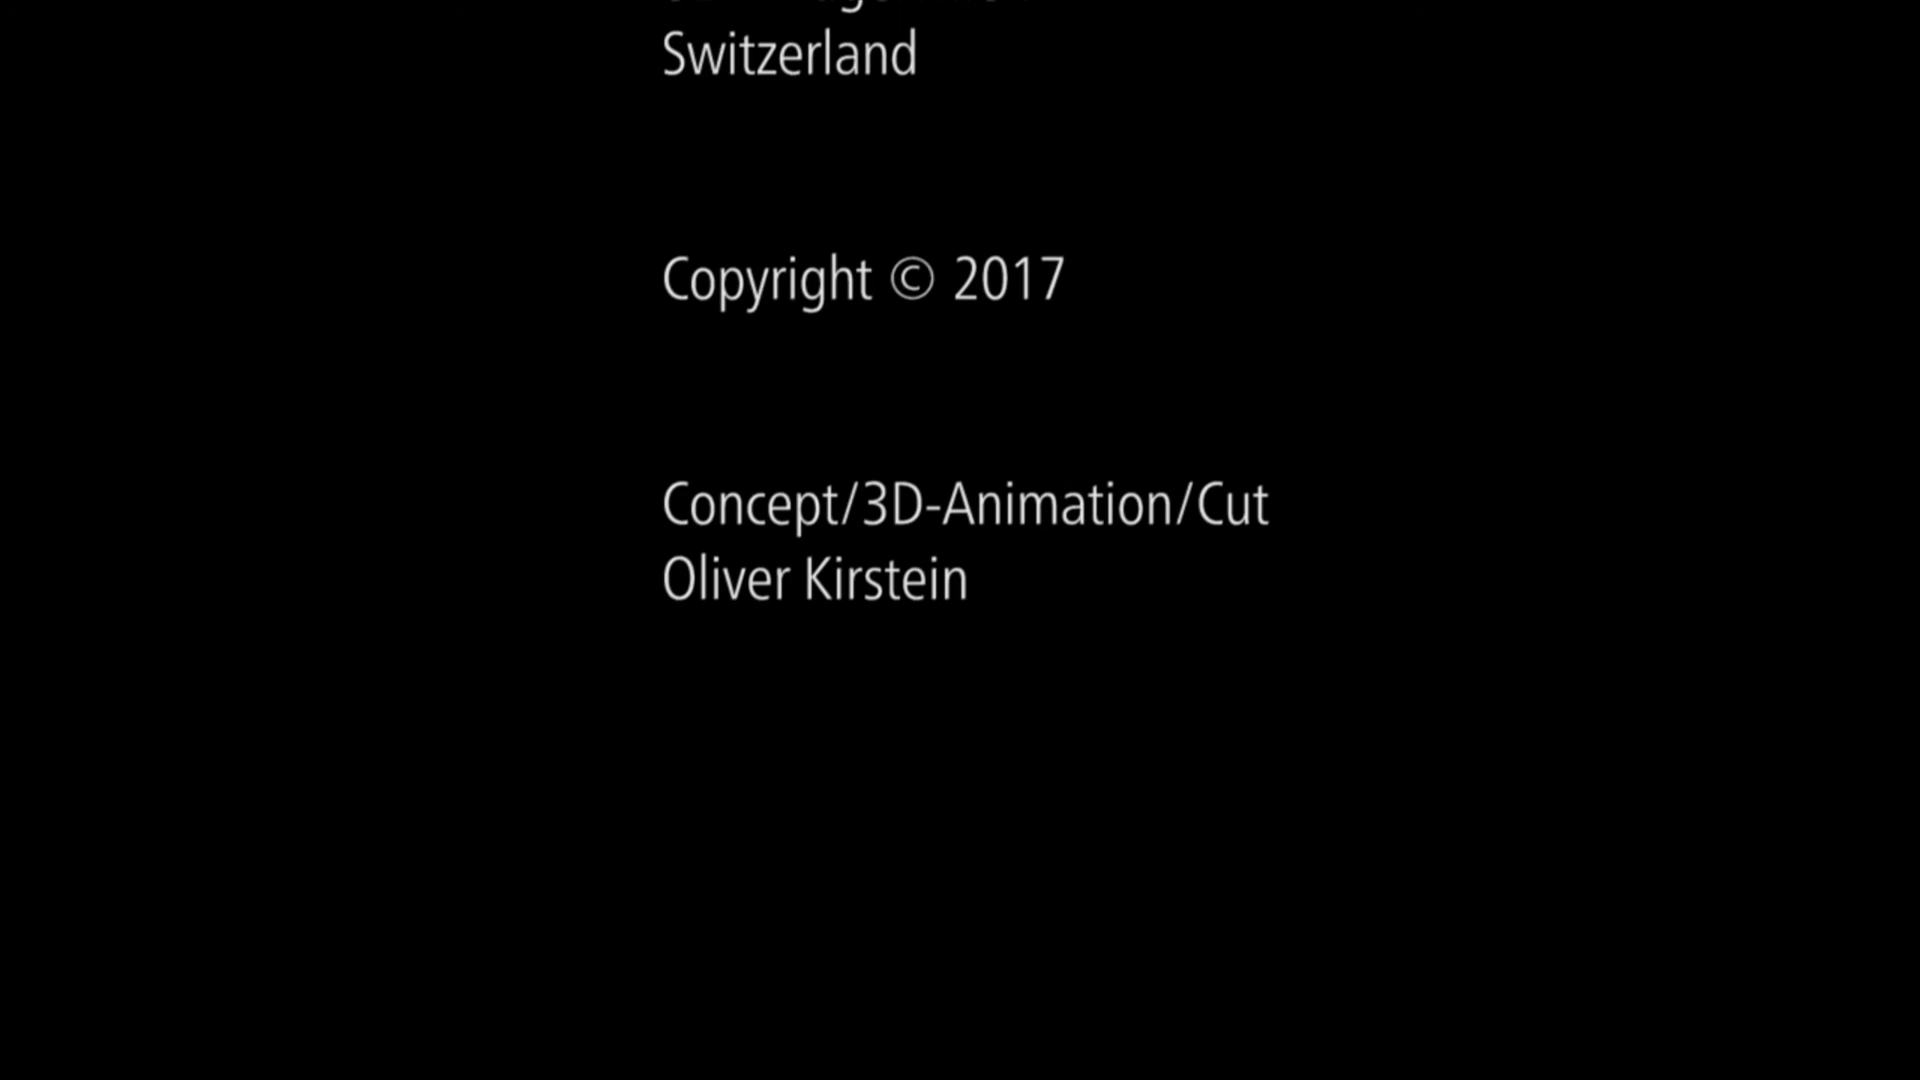 Switzerland
Copyright © 2017
Concept/3D-Animation/Cut
Oliver Kirstein